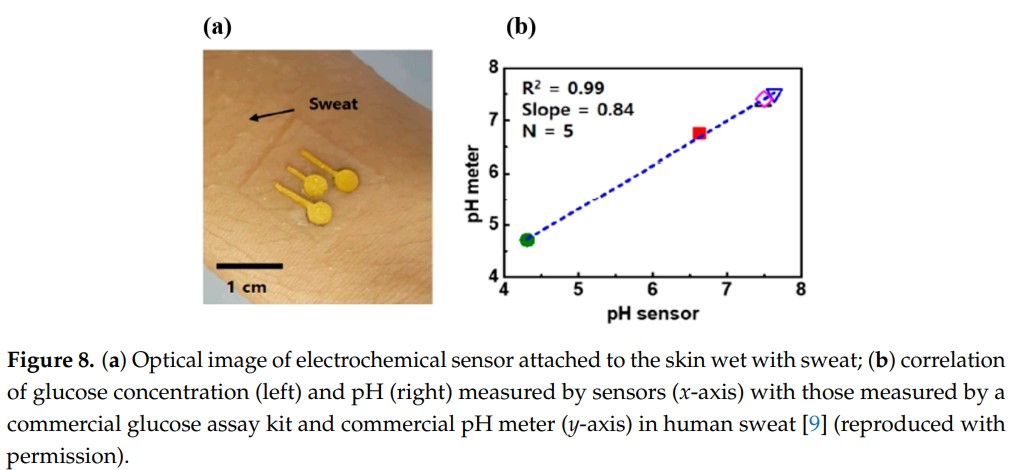 (a)
(b)
Sweat
1 cm
R² = 0.99
Slope = 0.84
N = 5
8
7
6
5
4
pH meter
4 5 6 7 8
pH sensor
Figure 8. (a) Optical image of electrochemical sensor attached to the skin wet with sweat; (b) correlation
of glucose concentration (left) and pH (right) measured by sensors (x-axis) with those measured by a
commercial glucose assay kit and commercial pH meter (y-axis) in human sweat [9] (reproduced with
permission).